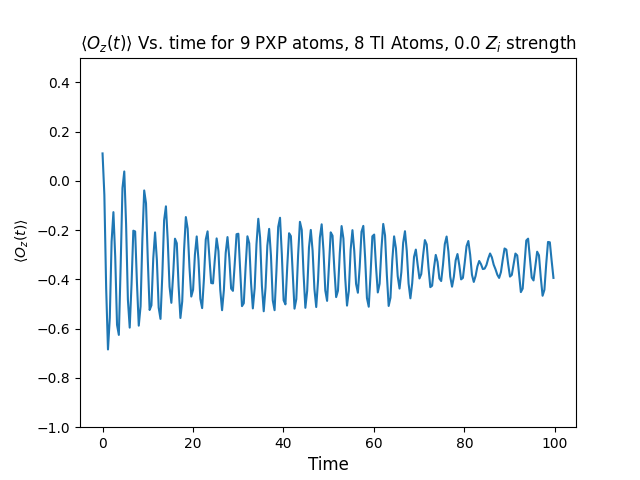 ⟨O_z(t)⟩ Vs. time for 9 PXP atoms, 8 TI Atoms, 0.0 Z_i strength
0.4
0.2
0.0
−0.2
⟨O_z(t)⟩
−0.4
−0.6
−0.8
−1.0
0 20 40 60 80 100
Time